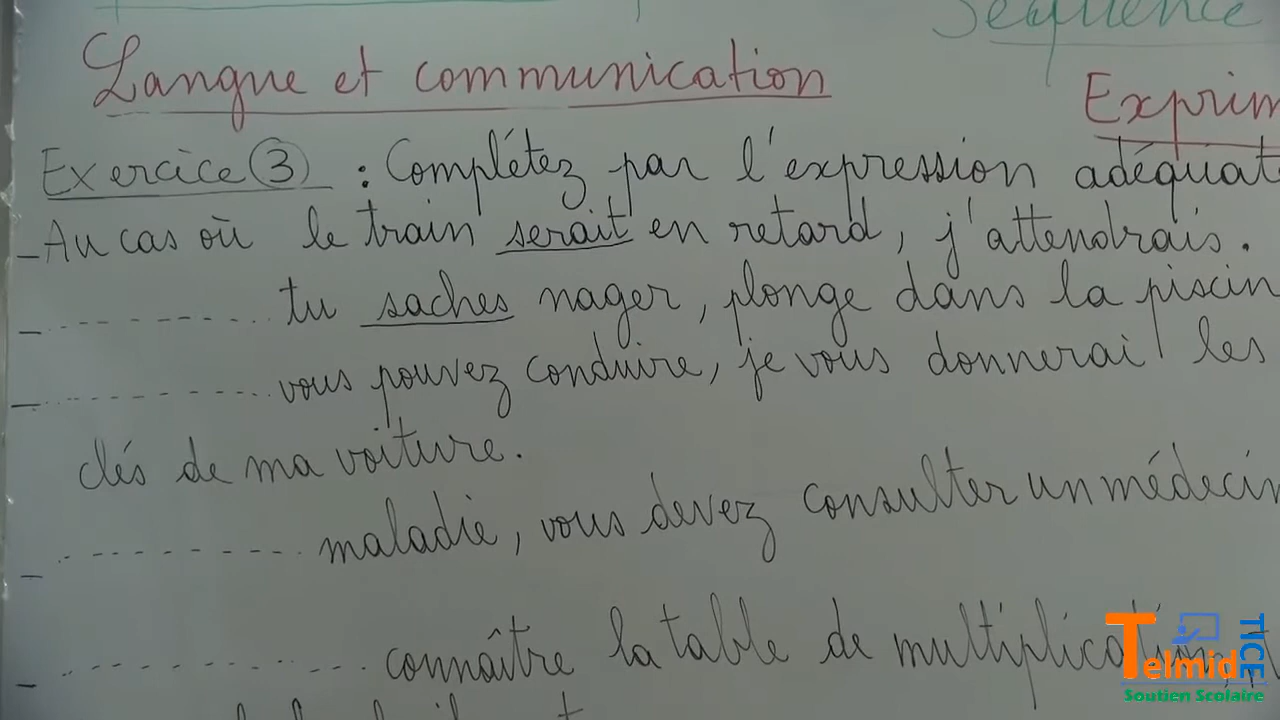 Séquence
Langue et communication
Exprim
Exercice 3 : Complétez par l'expression adéquat
- Au cas où le train serait en retard, j'attendrais.
- ............ tu saches nager, plonge dans la piscin
- ............ vous pouvez conduire, je vous donnerai les
clés de ma voiture.
- ............ maladie, vous devez consulter un médecin
- ............ connaître la table de multiplication,
Telmid TICE
Soutien Scolaire